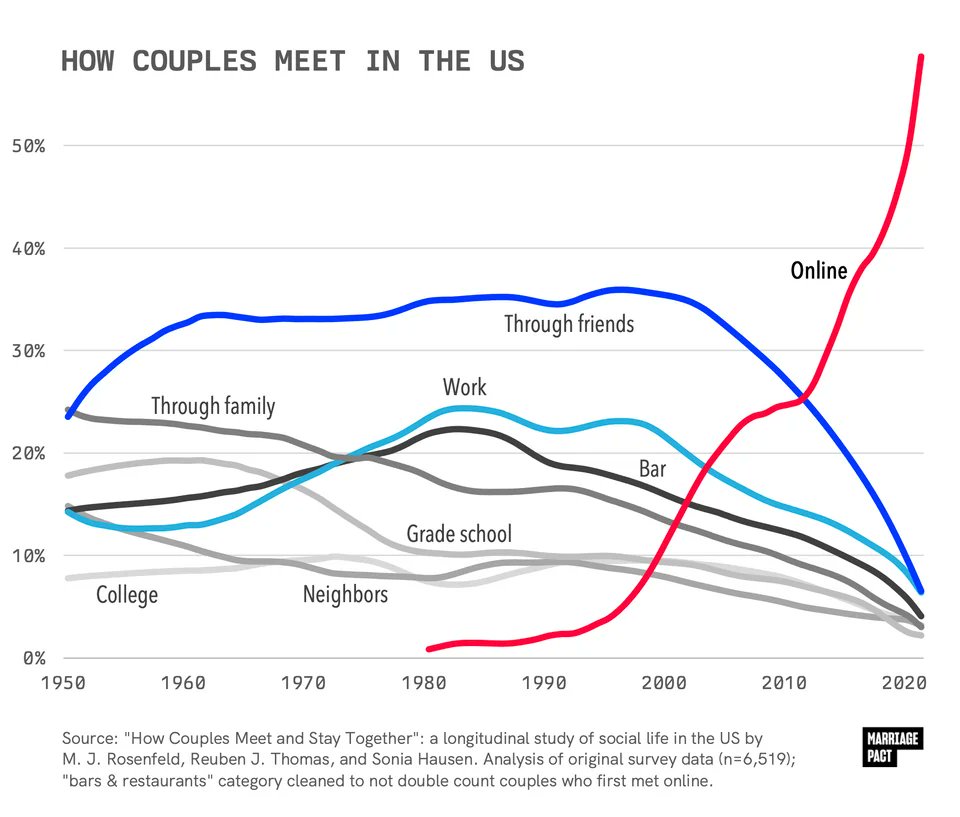 HOW COUPLES MEET IN THE US
50%
40%
Online
30%
Through friends
Work
Through family
20%
Bar
Grade school
10%
College
Neighbors
0%
1950 1960 1970 1980 1990 2000 2010 2020
Source: "How Couples Meet and Stay Together": a longitudinal study of social life in the US by
M. J. Rosenfeld, Reuben J. Thomas, and Sonia Hausen. Analysis of original survey data (n=6,519);
"bars & restaurants" category cleaned to not double count couples who first met online.
MARRIAGE
PACT